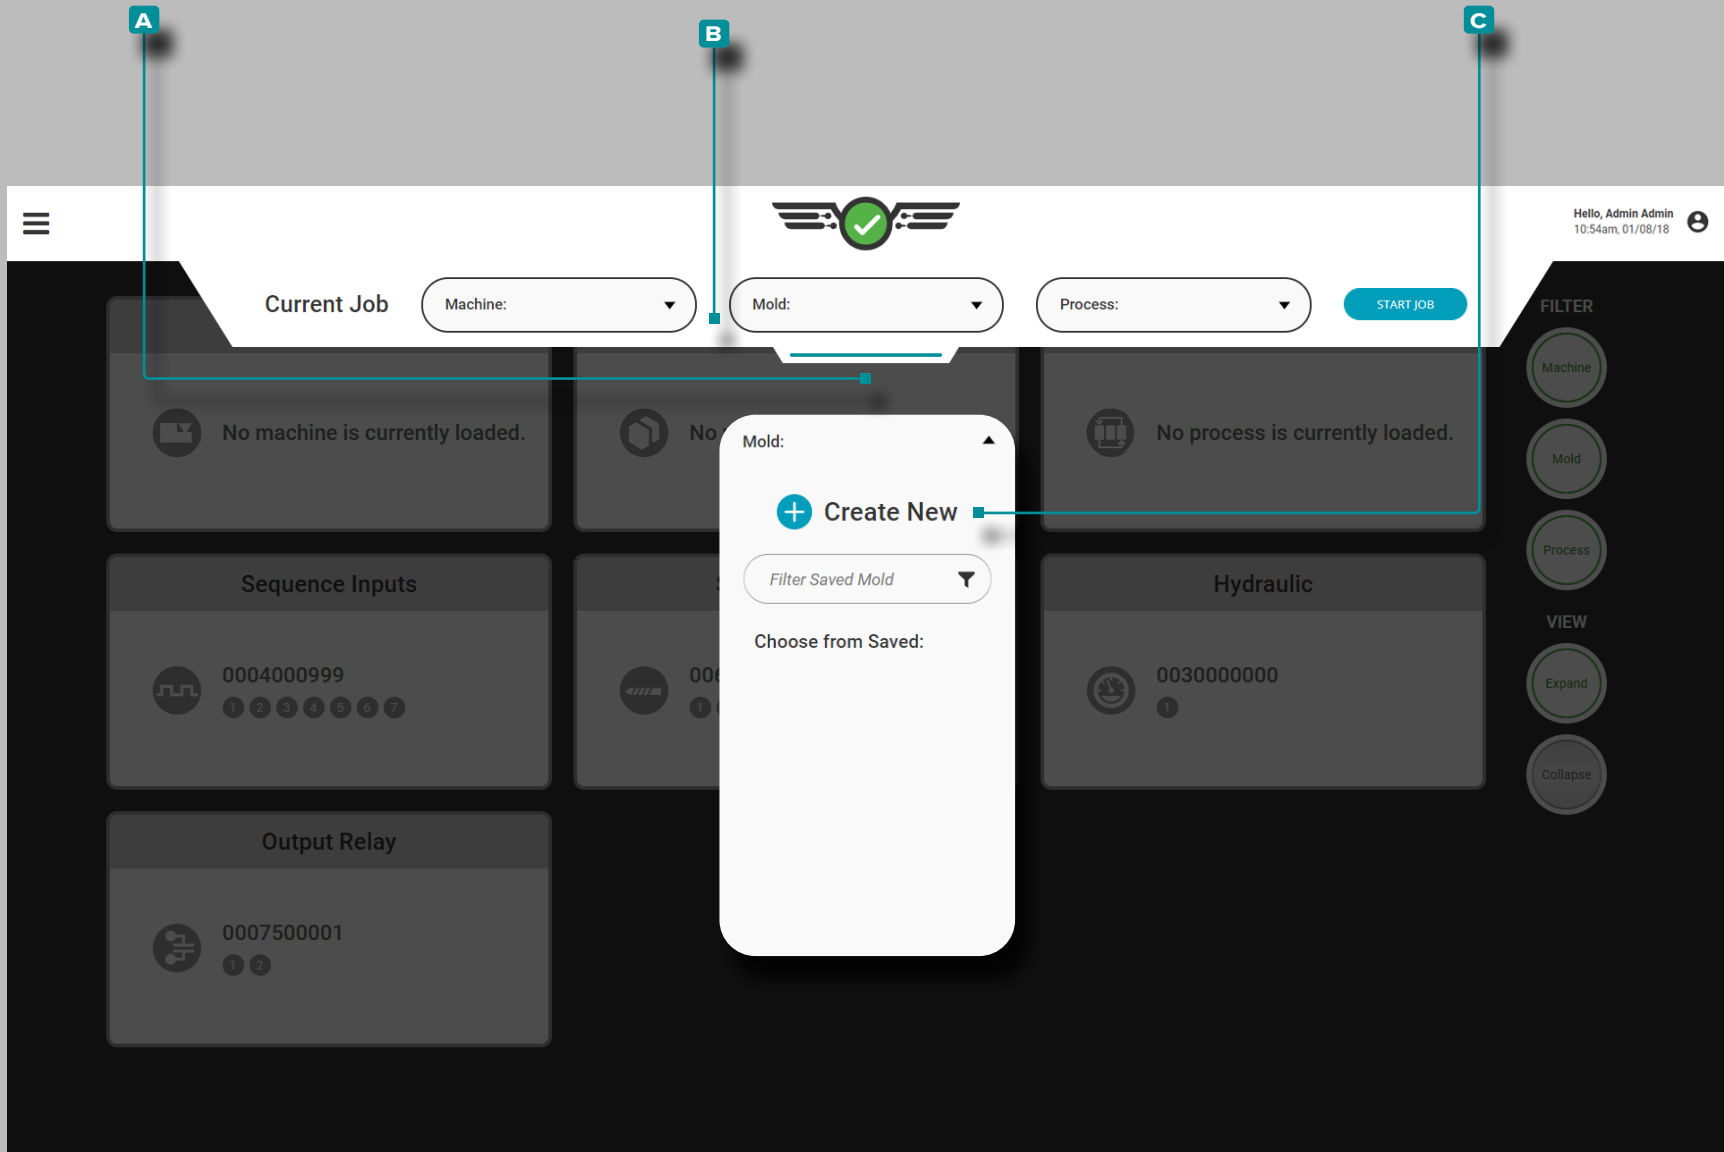 A
B
C
Hello, Admin Admin
10:54am, 01/08/18
Current Job
Machine:
Mold:
Process:
START JOB
FILTER
Machine
Mold
Process
VIEW
Expand
Collapse
No machine is currently loaded.
No
No process is currently loaded.
Mold:
Create New
Filter Saved Mold
Choose from Saved:
Sequence Inputs
0004000999
1 2 3 4 5 6 7
006
1
Hydraulic
0030000000
1
Output Relay
0007500001
1 2